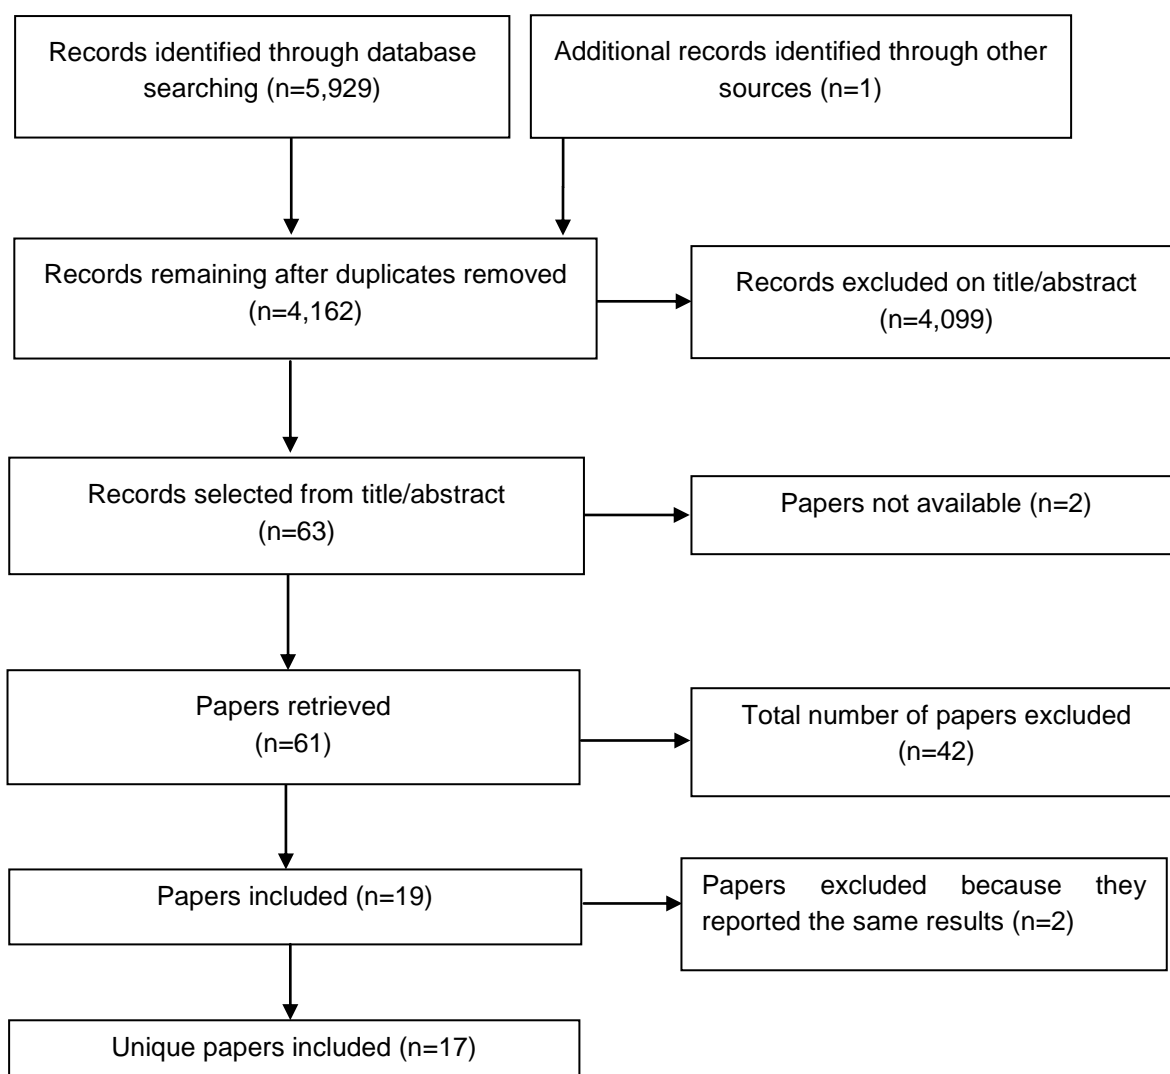 Records identified through database
searching (n=5,929)
Additional records identified through other
sources (n=1)
Records remaining after duplicates removed
(n=4,162)
Records excluded on title/abstract
(n=4,099)
Records selected from title/abstract
(n=63)
Papers not available (n=2)
Papers retrieved
(n=61)
Total number of papers excluded
(n=42)
Papers included (n=19)
Papers excluded because they
reported the same results (n=2)
Unique papers included (n=17)